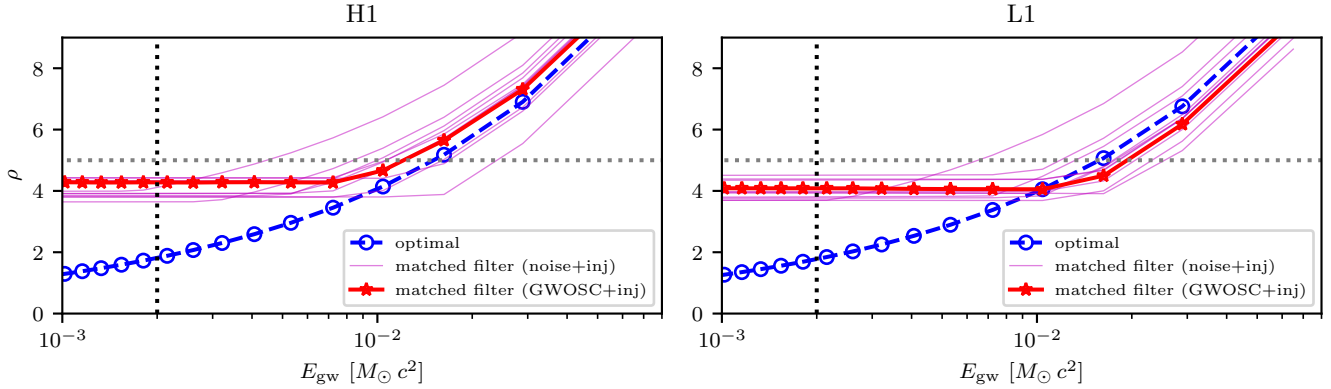 H1
L1
8
6
4
2
0
ρ
10⁻³
10⁻²
E_gw [M_⊙ c²]
optimal
matched filter (noise+inj)
matched filter (GWOSC+inj)
8
6
4
2
0
10⁻³
10⁻²
E_gw [M_⊙ c²]
optimal
matched filter (noise+inj)
matched filter (GWOSC+inj)